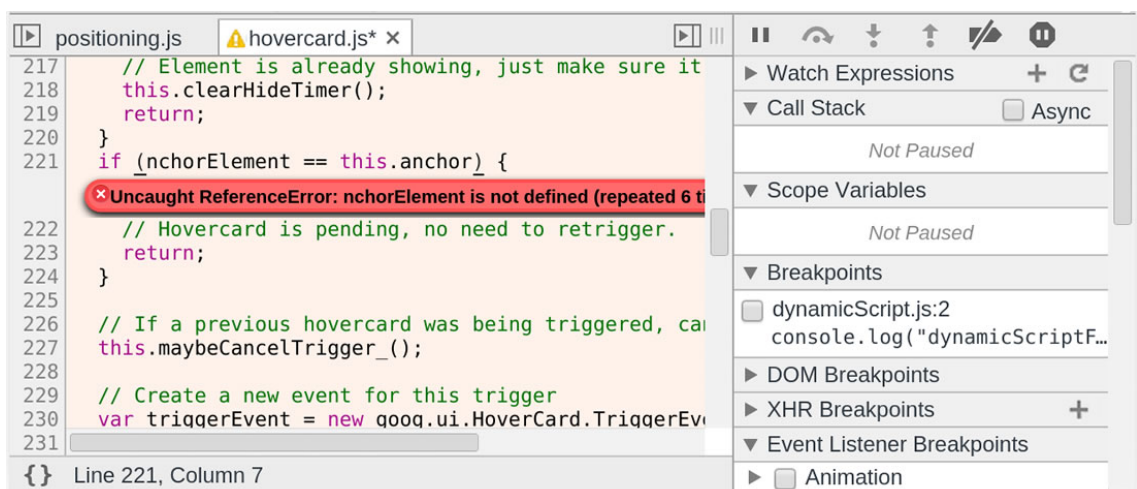 positioning.js hovercard.js* ×
217 // Element is already showing, just make sure it
218 this.clearHideTimer();
219 return;
220 }
221 if (nchorElement == this.anchor) {
Uncaught ReferenceError: nchorElement is not defined (repeated 6 ti
222 // Hovercard is pending, no need to retrigger.
223 return;
224 }
225
226 // If a previous hovercard was being triggered, ca
227 this.maybeCancelTrigger_();
228
229 // Create a new event for this trigger
230 var triggerEvent = new goog.ui.HoverCard.TriggerEv
231
{} Line 221, Column 7
Watch Expressions
Call Stack Async
Not Paused
Scope Variables
Not Paused
Breakpoints
dynamicScript.js:2
console.log("dynamicScriptF…
DOM Breakpoints
XHR Breakpoints
Event Listener Breakpoints
Animation